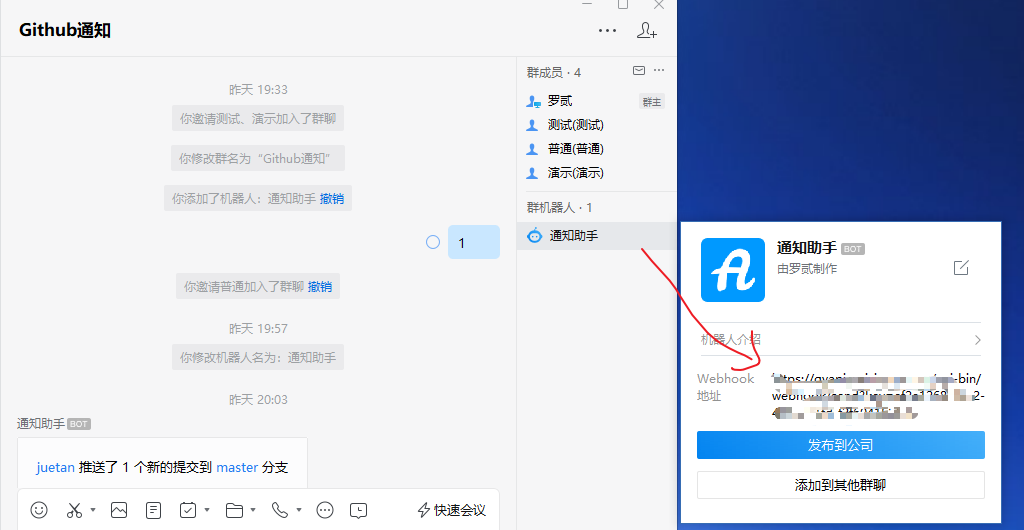 Github通知
昨天 19:33
你邀请测试、演示加入了群聊
你修改群名为“Github通知”
你添加了机器人：通知助手 撤销
1
你邀请普通加入了群聊 撤销
昨天 19:57
你修改机器人名为：通知助手
昨天 20:03
通知助手 BOT
juetan 推送了 1 个新的提交到 master 分支
快速会议
群成员 · 4
罗贰 群主
测试(测试)
普通(普通)
演示(演示)
群机器人 · 1
通知助手
通知助手 BOT
由罗贰制作
机器人介绍
Webhook
地址
发布到公司
添加到其他群聊